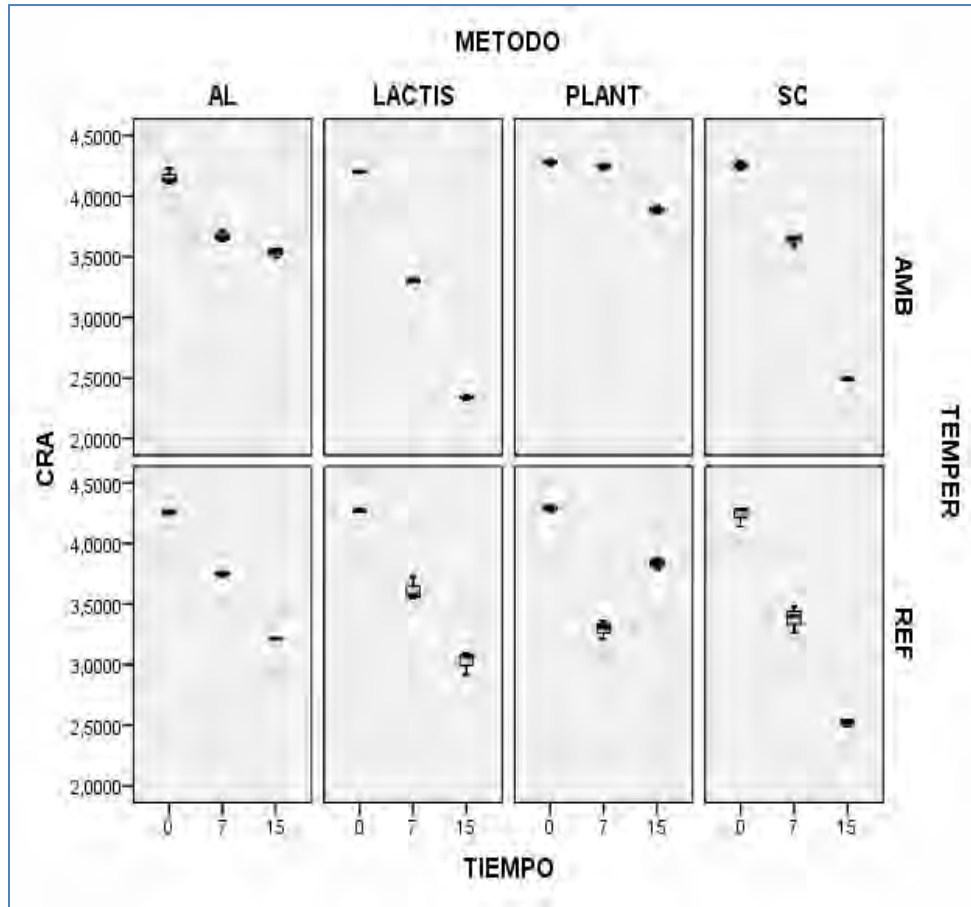 METODO
AL LACTIS PLANT SC
4,5000
4,0000
3,5000
3,0000
2,5000
2,0000
AMB
4,5000
4,0000
3,5000
3,0000
2,5000
2,0000
REF
CRA
TEMPER
0 7 15 0 7 15 0 7 15 0 7 15
TIEMPO